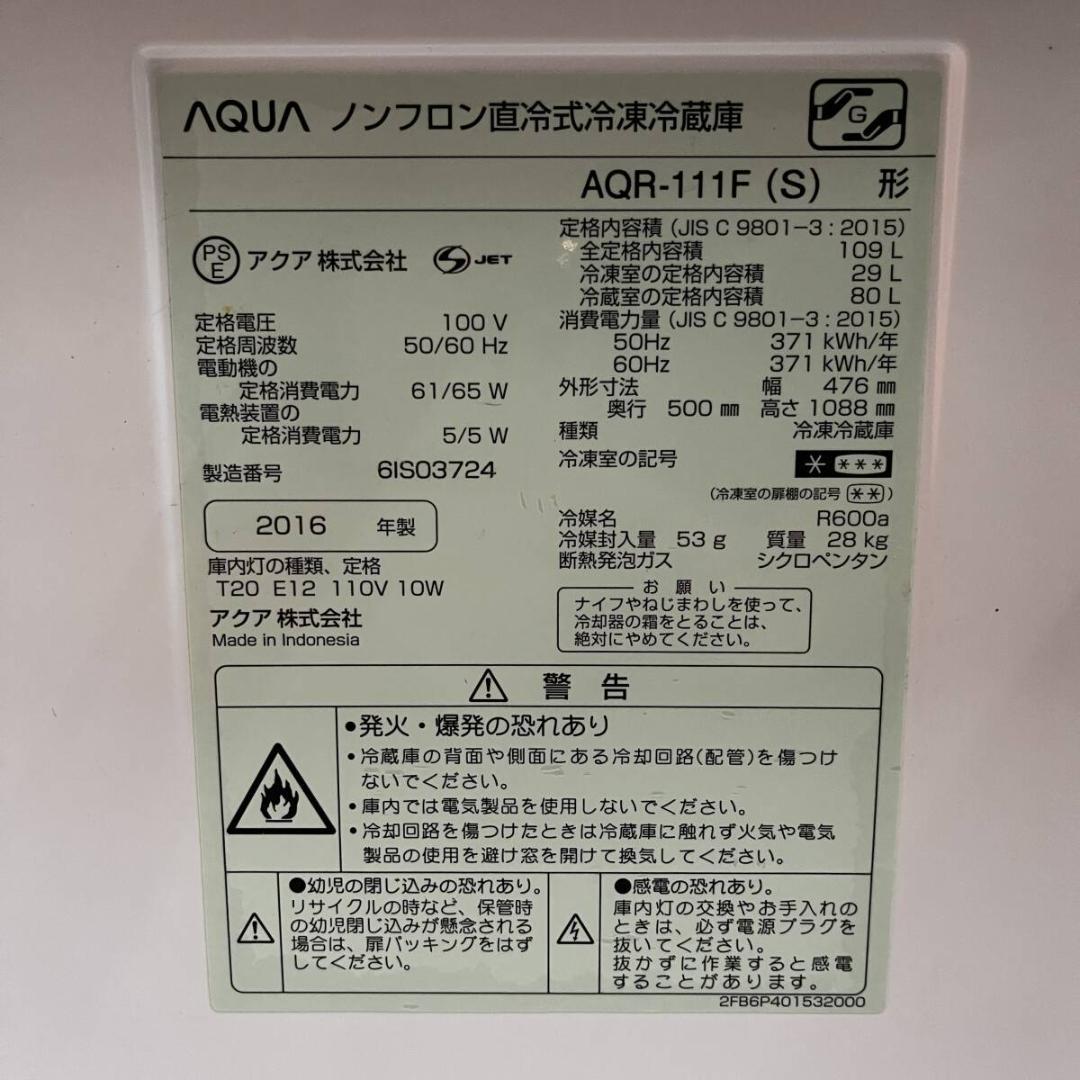 AQUA ノンフロン直冷式冷凍冷蔵庫
G
AQR-111F (S) 形
PS E アクア 株式会社 S JET
定格電圧 100 V
定格周波数 50/60 Hz
電動機の
定格消費電力 61/65 W
電熱装置の
定格消費電力 5/5 W
製造番号 6IS03724
2016 年製
庫内灯の種類、定格
T20 E12 110V 10W
アクア 株式会社
Made in Indonesia
定格内容積 (JIS C 9801-3 : 2015)
全定格内容積 109 L
冷凍室の定格内容積 29 L
冷蔵室の定格内容積 80 L
消費電力量 (JIS C 9801-3 : 2015)
50Hz 371 kWh/年
60Hz 371 kWh/年
外形寸法 幅 476 ㎜
奥行 500 ㎜ 高さ 1088 ㎜
種類 冷凍冷蔵庫
冷凍室の記号 * ***
(冷凍室の扉棚の記号 **)
冷媒名 R600a
冷媒封入量 53 g 質量 28 kg
断熱発泡ガス シクロペンタン
お 願 い
ナイフやねじまわしを使って、
冷却器の霜をとることは、
絶対にやめてください。
警 告
●発火・爆発の恐れあり
・冷蔵庫の背面や側面にある冷却回路(配管)を傷つけ
ないでください。
・庫内では電気製品を使用しないでください。
・冷却回路を傷つけたときは冷蔵庫に触れず火気や電気
製品の使用を避け窓を開けて換気してください。
●幼児の閉じ込みの恐れあり。
リサイクルの時など、保管時
の幼児閉じ込みが懸念される
場合は、扉パッキングをはず
してください。
●感電の恐れあり。
庫内灯の交換やお手入れの
ときは、必ず電源プラグを
抜いてください。
抜かずに作業すると感電
することがあります。
2FB6P401532000